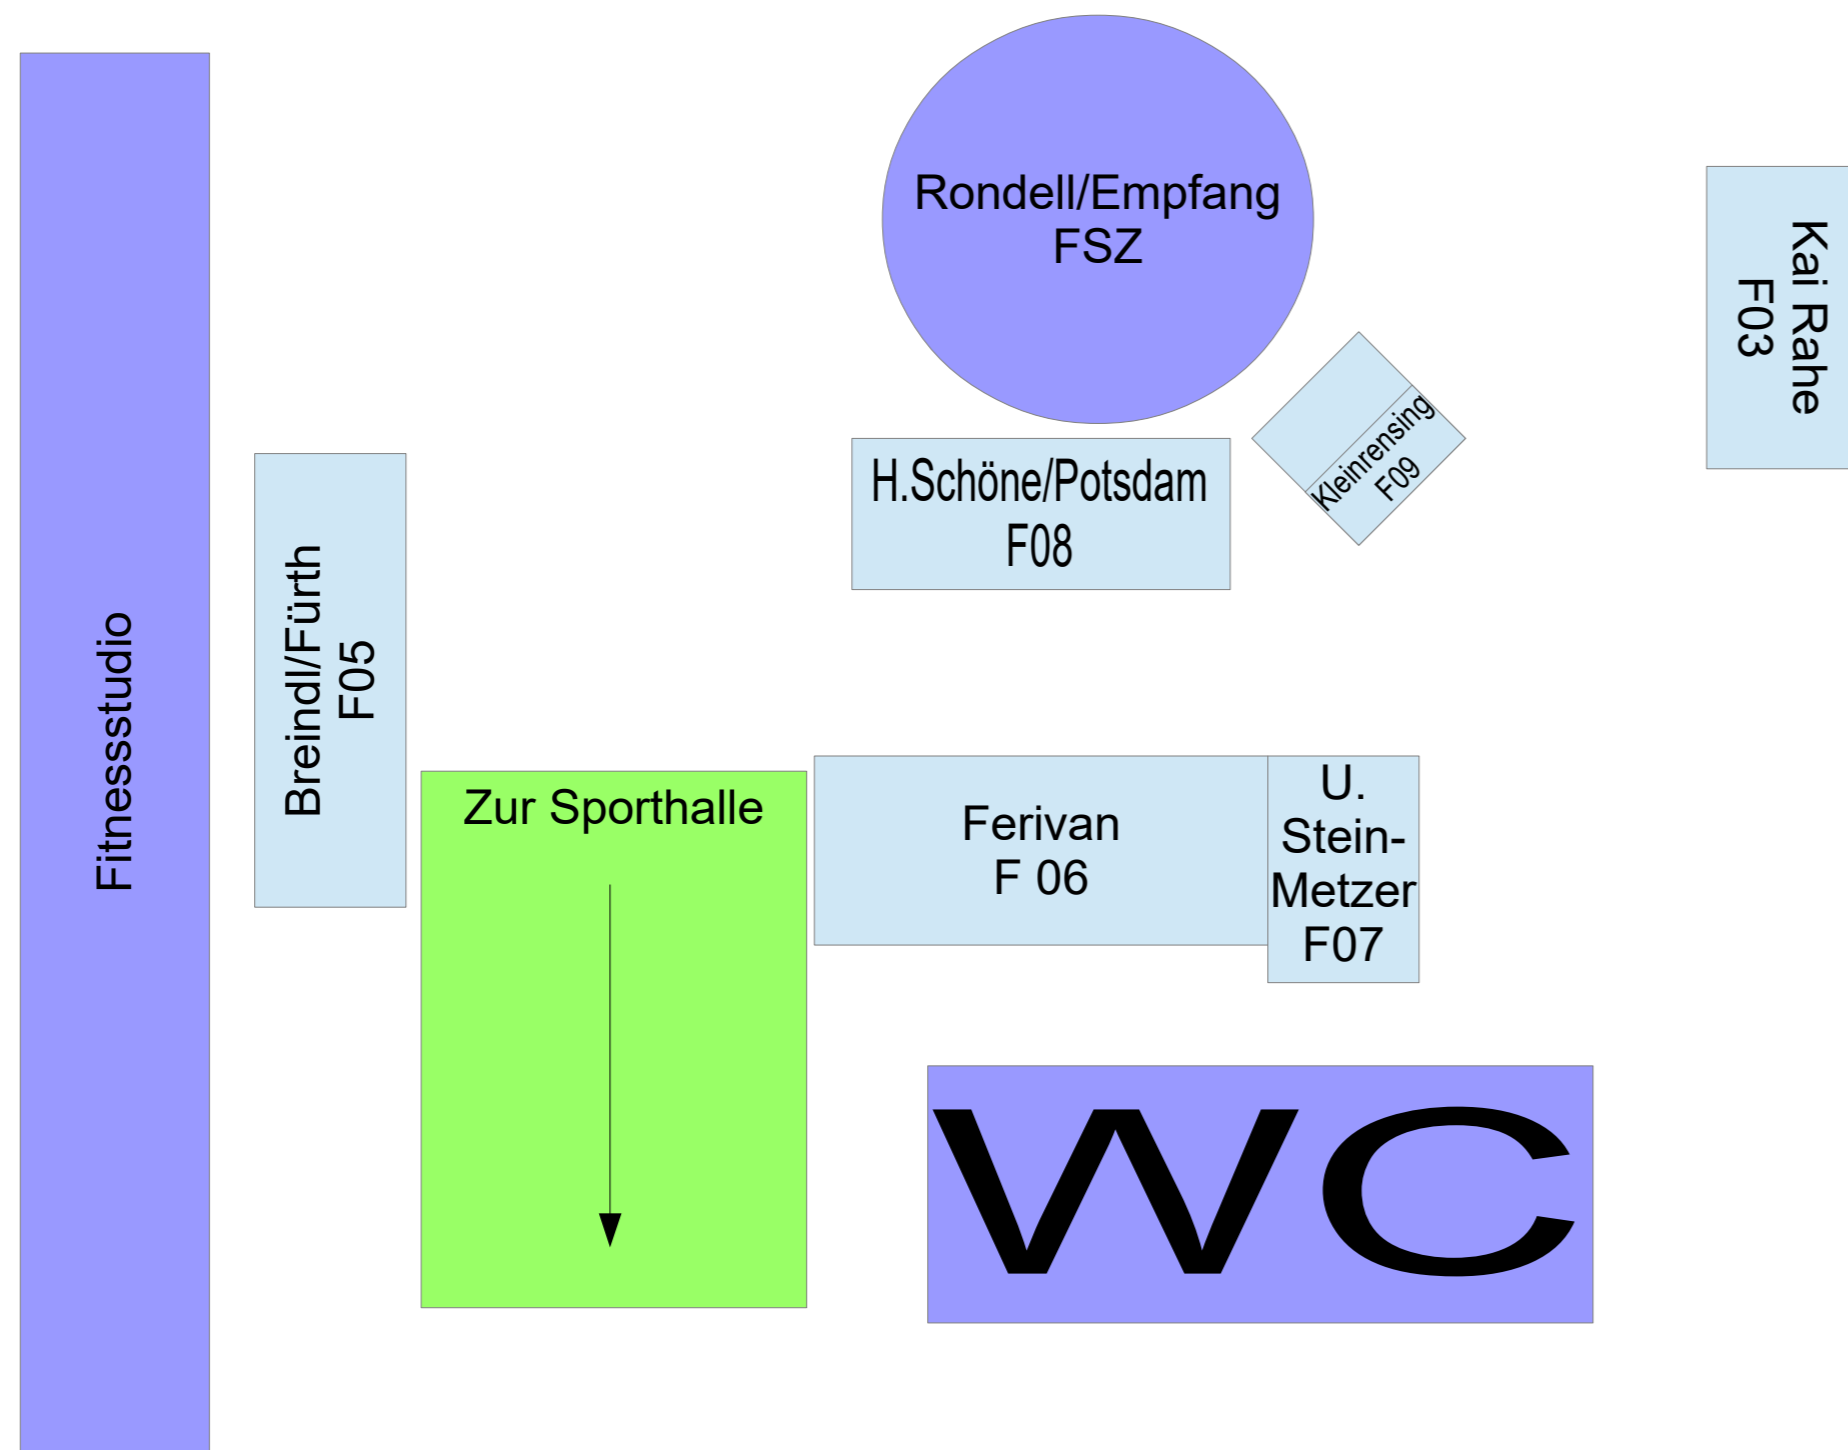 Rondell/Empfang
FSZ
Kai Rahe
F03
Kleinrensing
F09
H.Schöne/Potsdam
F08
Breindl/Fürth
F05
Fitnessstudio
Zur Sporthalle
Ferivan
F 06
U.
Stein-
Metzer
F07
WC